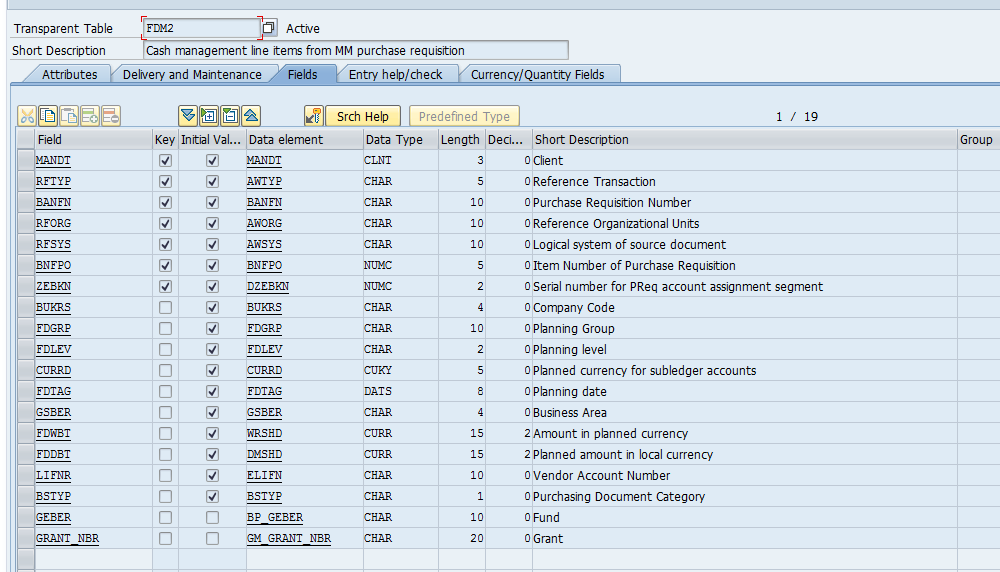 Transparent Table FDM2 Active
Short Description Cash management line items from MM purchase requisition
Attributes Delivery and Maintenance Fields Entry help/check Currency/Quantity Fields
Srch Help Predefined Type 1 / 19
Field Key Initial Val... Data element Data Type Length Deci... Short Description Group
MANDT MANDT CLNT 3 0 Client
RFTYP AWTYP CHAR 5 0 Reference Transaction
BANFN BANFN CHAR 10 0 Purchase Requisition Number
RFORG AWORG CHAR 10 0 Reference Organizational Units
RFSYS AWSYS CHAR 10 0 Logical system of source document
BNFPO BNFPO NUMC 5 0 Item Number of Purchase Requisition
ZEBKN DZEBKN NUMC 2 0 Serial number for PReq account assignment segment
BUKRS BUKRS CHAR 4 0 Company Code
FDGRP FDGRP CHAR 10 0 Planning Group
FDLEV FDLEV CHAR 2 0 Planning level
CURRD CURRD CUKY 5 0 Planned currency for subledger accounts
FDTAG FDTAG DATS 8 0 Planning date
GSBER GSBER CHAR 4 0 Business Area
FDWBT WRSHD CURR 15 2 Amount in planned currency
FDDBT DMSHD CURR 15 2 Planned amount in local currency
LIFNR ELIFN CHAR 10 0 Vendor Account Number
BSTYP BSTYP CHAR 1 0 Purchasing Document Category
GEBER BP_GEBER CHAR 10 0 Fund
GRANT_NBR GM_GRANT_NBR CHAR 20 0 Grant